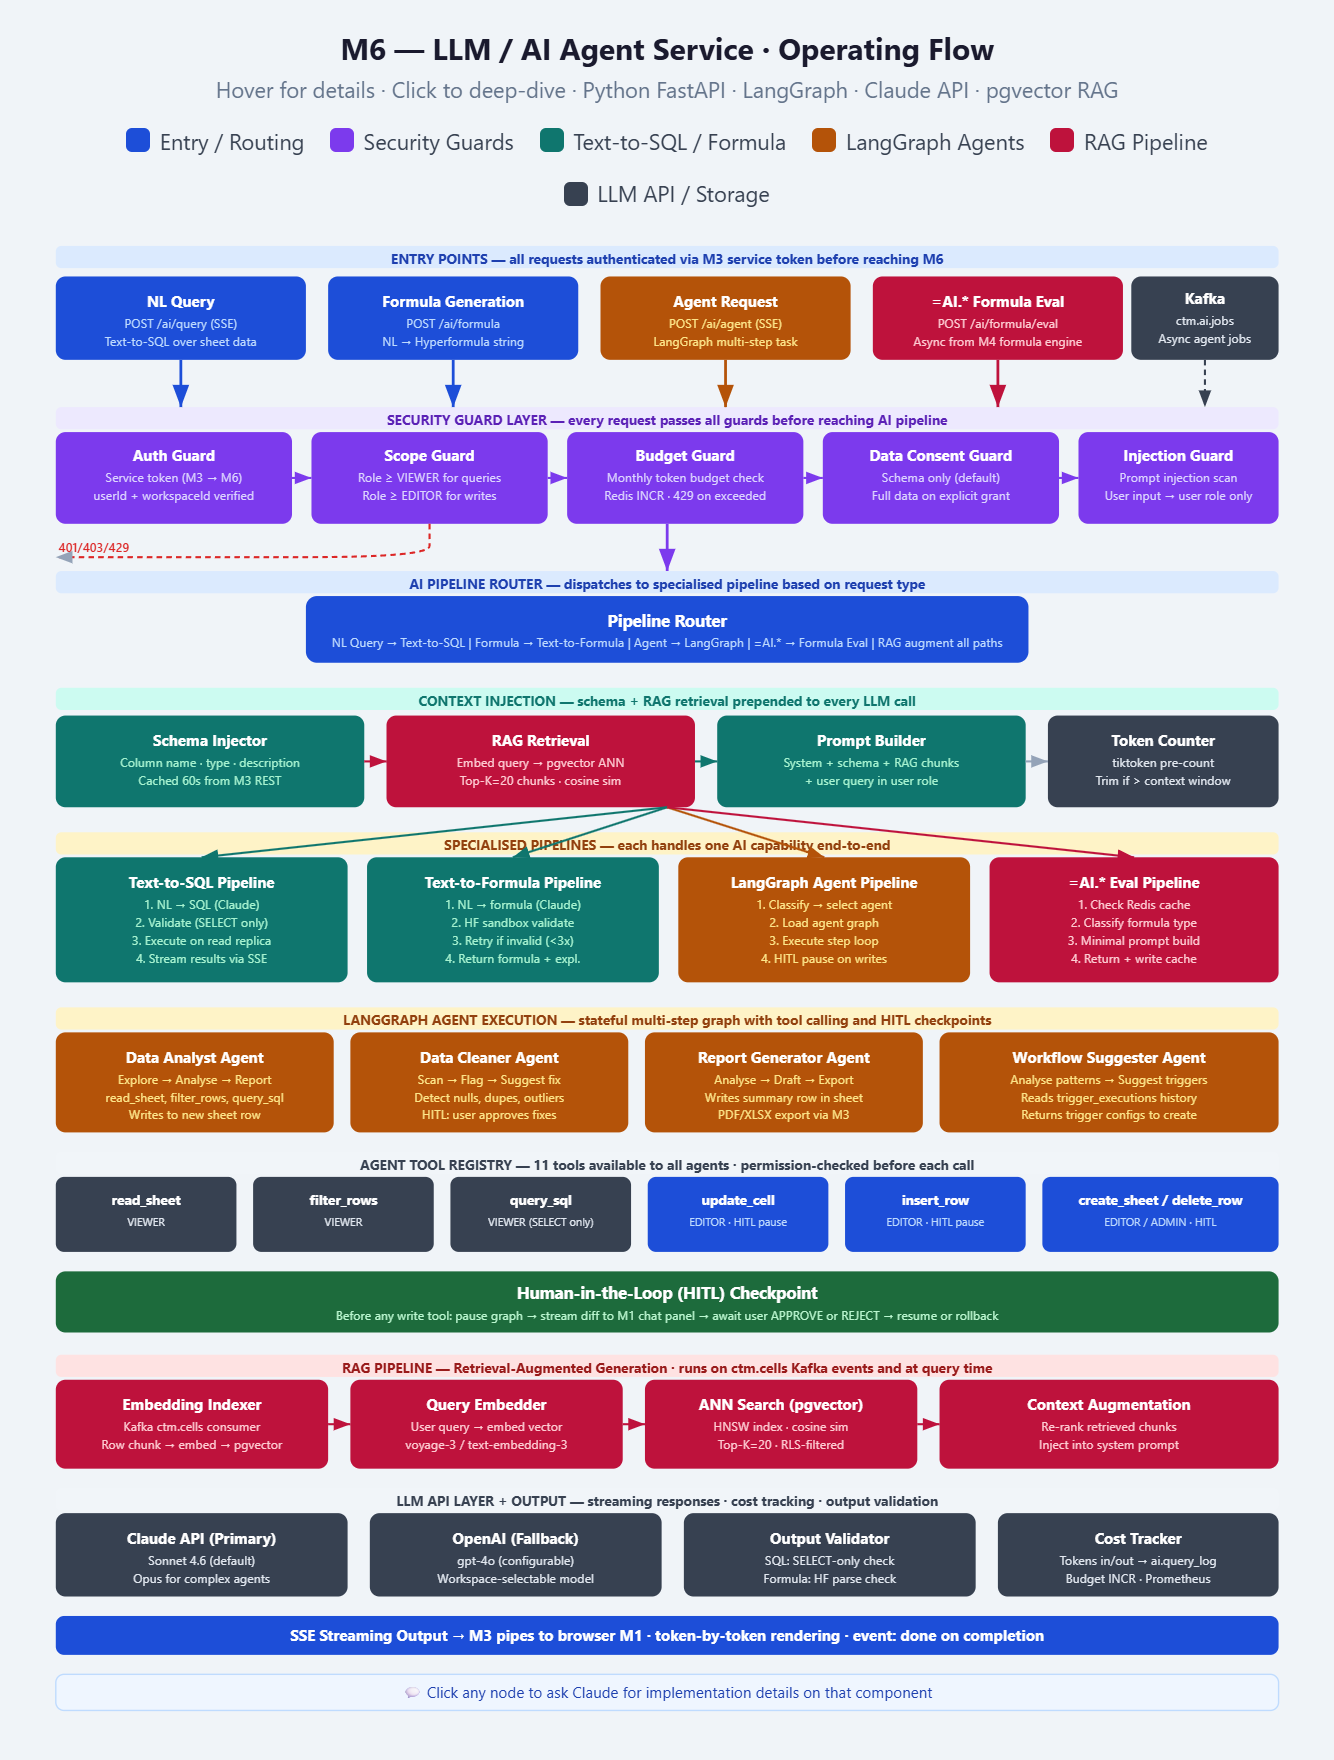 M6 — LLM / AI Agent Service · Operating Flow
Hover for details · Click to deep-dive · Python FastAPI · LangGraph · Claude API · pgvector RAG
Entry / Routing
Security Guards
Text-to-SQL / Formula
LangGraph Agents
RAG Pipeline
LLM API / Storage
ENTRY POINTS — all requests authenticated via M3 service token before reaching M6
NL Query
POST /ai/query (SSE)
Text-to-SQL over sheet data
Formula Generation
POST /ai/formula
NL → Hyperformula string
Agent Request
POST /ai/agent (SSE)
LangGraph multi-step task
=AI.* Formula Eval
POST /ai/formula/eval
Async from M4 formula engine
Kafka
ctm.ai.jobs
Async agent jobs
SECURITY GUARD LAYER — every request passes all guards before reaching AI pipeline
Auth Guard
Service token (M3 → M6)
userId + workspaceId verified
Scope Guard
Role ≥ VIEWER for queries
Role ≥ EDITOR for writes
Budget Guard
Monthly token budget check
Redis INCR · 429 on exceeded
Data Consent Guard
Schema only (default)
Full data on explicit grant
Injection Guard
Prompt injection scan
User input → user role only
401/403/429
AI PIPELINE ROUTER — dispatches to specialised pipeline based on request type
Pipeline Router
NL Query → Text-to-SQL | Formula → Text-to-Formula | Agent → LangGraph | =AI.* → Formula Eval | RAG augment all paths
CONTEXT INJECTION — schema + RAG retrieval prepended to every LLM call
Schema Injector
Column name · type · description
Cached 60s from M3 REST
RAG Retrieval
Embed query → pgvector ANN
Top-K=20 chunks · cosine sim
Prompt Builder
System + schema + RAG chunks
+ user query in user role
Token Counter
tiktoken pre-count
Trim if > context window
SPECIALISED PIPELINES — each handles one AI capability end-to-end
Text-to-SQL Pipeline
1. NL → SQL (Claude)
2. Validate (SELECT only)
3. Execute on read replica
4. Stream results via SSE
Text-to-Formula Pipeline
1. NL → formula (Claude)
2. HF sandbox validate
3. Retry if invalid (<3x)
4. Return formula + expl.
LangGraph Agent Pipeline
1. Classify → select agent
2. Load agent graph
3. Execute step loop
4. HITL pause on writes
=AI.* Eval Pipeline
1. Check Redis cache
2. Classify formula type
3. Minimal prompt build
4. Return + write cache
LANGGRAPH AGENT EXECUTION — stateful multi-step graph with tool calling and HITL checkpoints
Data Analyst Agent
Explore → Analyse → Report
read_sheet, filter_rows, query_sql
Writes to new sheet row
Data Cleaner Agent
Scan → Flag → Suggest fix
Detect nulls, dupes, outliers
HITL: user approves fixes
Report Generator Agent
Analyse → Draft → Export
Writes summary row in sheet
PDF/XLSX export via M3
Workflow Suggester Agent
Analyse patterns → Suggest triggers
Reads trigger_executions history
Returns trigger configs to create
AGENT TOOL REGISTRY — 11 tools available to all agents · permission-checked before each call
read_sheet
VIEWER
filter_rows
VIEWER
query_sql
VIEWER (SELECT only)
update_cell
EDITOR · HITL pause
insert_row
EDITOR · HITL pause
create_sheet / delete_row
EDITOR / ADMIN · HITL
Human-in-the-Loop (HITL) Checkpoint
Before any write tool: pause graph → stream diff to M1 chat panel → await user APPROVE or REJECT → resume or rollback
RAG PIPELINE — Retrieval-Augmented Generation · runs on ctm.cells Kafka events and at query time
Embedding Indexer
Kafka ctm.cells consumer
Row chunk → embed → pgvector
Query Embedder
User query → embed vector
voyage-3 / text-embedding-3
ANN Search (pgvector)
HNSW index · cosine sim
Top-K=20 · RLS-filtered
Context Augmentation
Re-rank retrieved chunks
Inject into system prompt
LLM API LAYER + OUTPUT — streaming responses · cost tracking · output validation
Claude API (Primary)
Sonnet 4.6 (default)
Opus for complex agents
OpenAI (Fallback)
gpt-4o (configurable)
Workspace-selectable model
Output Validator
SQL: SELECT-only check
Formula: HF parse check
Cost Tracker
Tokens in/out → ai.query_log
Budget INCR · Prometheus
SSE Streaming Output → M3 pipes to browser M1 · token-by-token rendering · event: done on completion
💬 Click any node to ask Claude for implementation details on that component